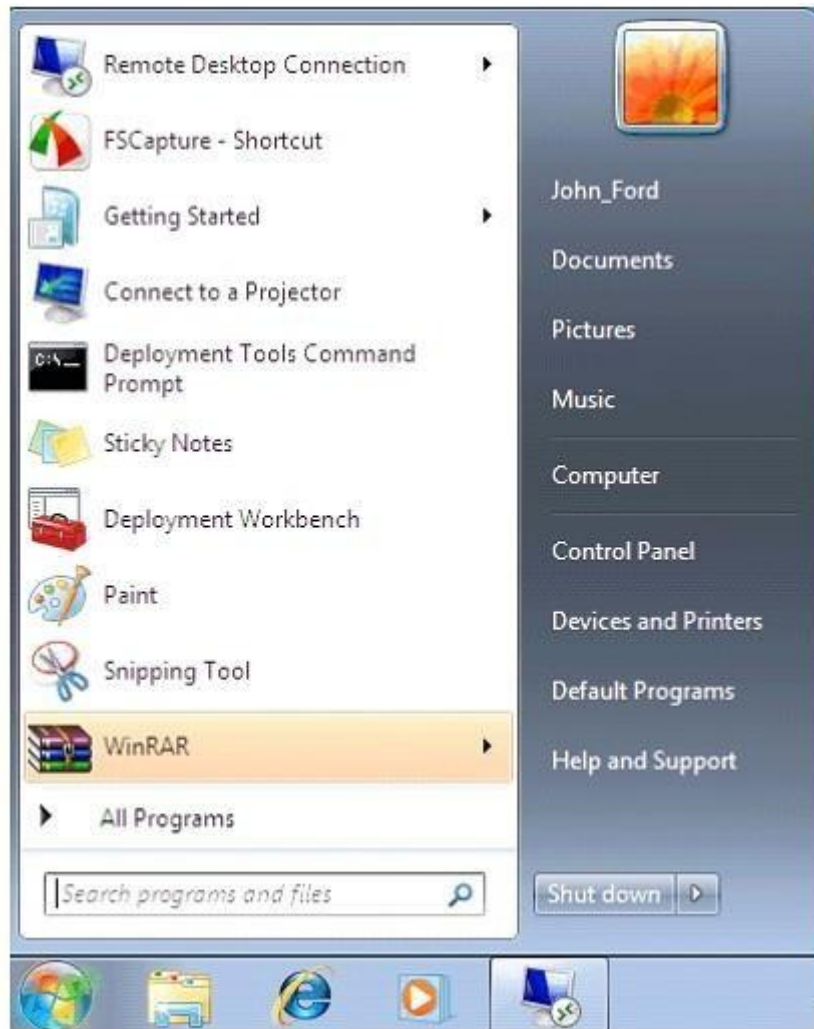 Remote Desktop Connection
FSCapture - Shortcut
Getting Started
Connect to a Projector
C:\_
Deployment Tools Command
Prompt
Sticky Notes
Deployment Workbench
Paint
Snipping Tool
WinRAR
All Programs
Search programs and files
John_Ford
Documents
Pictures
Music
Computer
Control Panel
Devices and Printers
Default Programs
Help and Support
Shut down